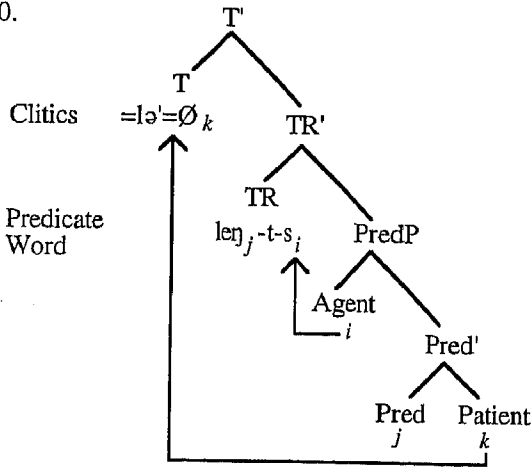 0.
T'
T
Clitics =lə'=Ø k
TR'
TR
Predicate
Word
leŋ j -t-s i
PredP
Agent
i
Pred'
Pred Patient
j k